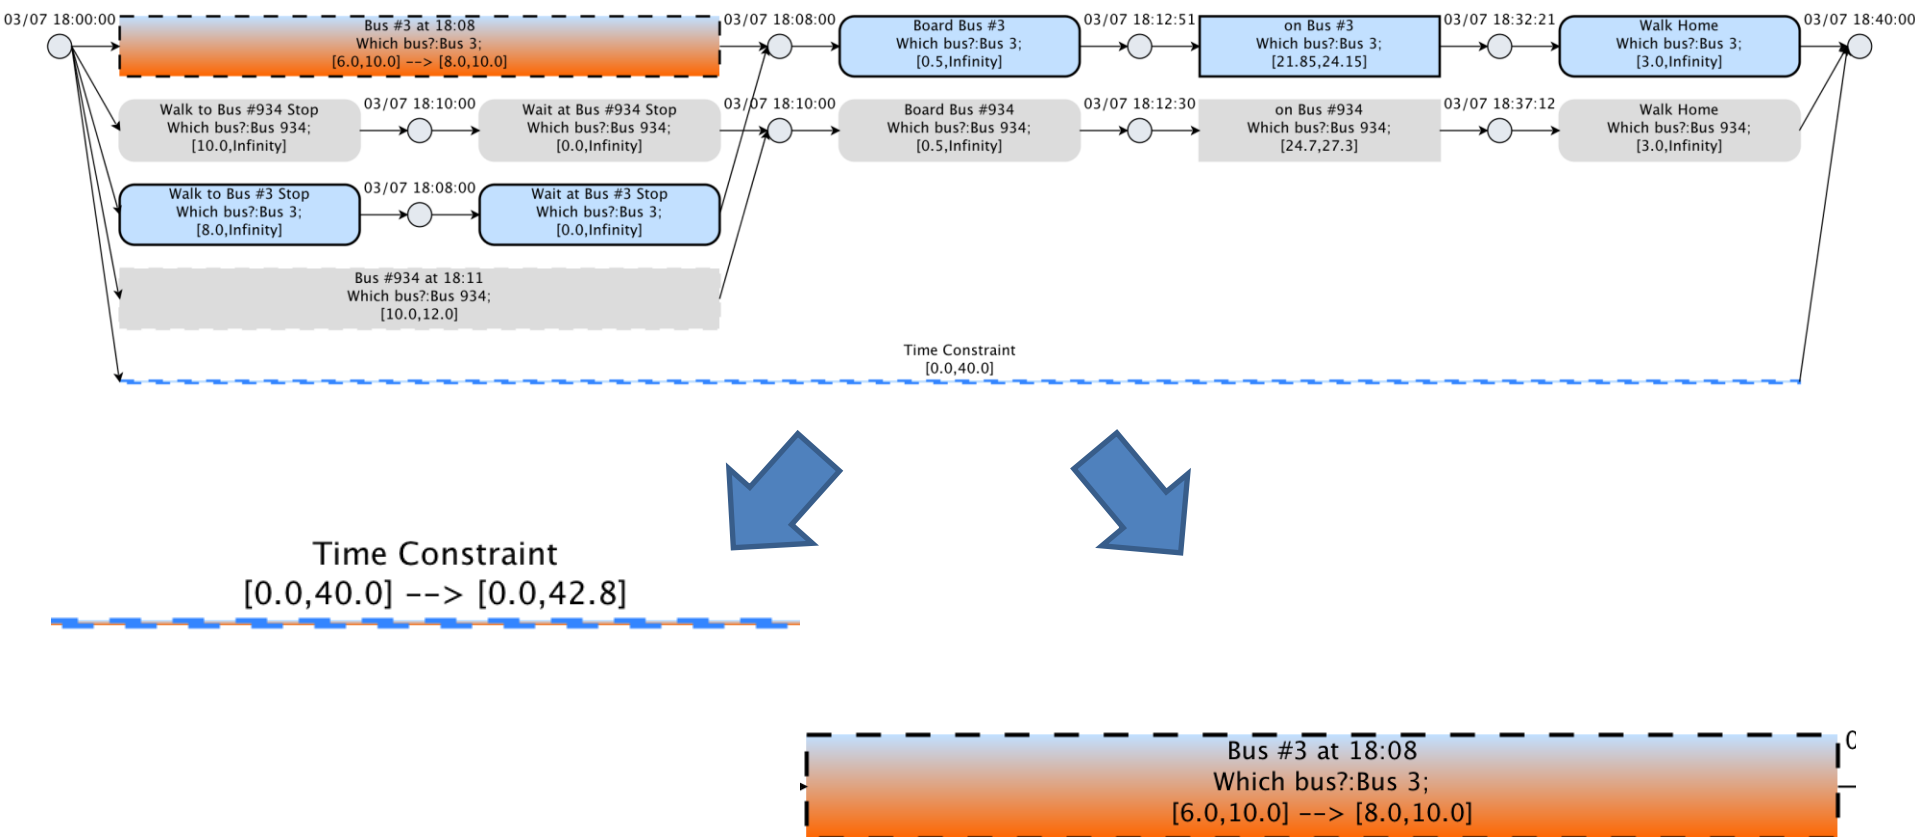 03/07 18:00:00
Bus #3 at 18:08
Which bus?:Bus 3;
[6.0,10.0] --> [8.0,10.0]
03/07 18:08:00
Board Bus #3
Which bus?:Bus 3;
[0.5,Infinity]
03/07 18:12:51
on Bus #3
Which bus?:Bus 3;
[21.85,24.15]
03/07 18:32:21
Walk Home
Which bus?:Bus 3;
[3.0,Infinity]
03/07 18:40:00
Walk to Bus #934 Stop
Which bus?:Bus 934;
[10.0,Infinity]
03/07 18:10:00
Wait at Bus #934 Stop
Which bus?:Bus 934;
[0.0,Infinity]
03/07 18:10:00
Board Bus #934
Which bus?:Bus 934;
[0.5,Infinity]
03/07 18:12:30
on Bus #934
Which bus?:Bus 934;
[24.7,27.3]
03/07 18:37:12
Walk Home
Which bus?:Bus 934;
[3.0,Infinity]
Walk to Bus #3 Stop
Which bus?:Bus 3;
[8.0,Infinity]
03/07 18:08:00
Wait at Bus #3 Stop
Which bus?:Bus 3;
[0.0,Infinity]
Bus #934 at 18:11
Which bus?:Bus 934;
[10.0,12.0]
Time Constraint
[0.0,40.0]
Time Constraint
[0.0,40.0] --> [0.0,42.8]
Bus #3 at 18:08
Which bus?:Bus 3;
[6.0,10.0] --> [8.0,10.0]